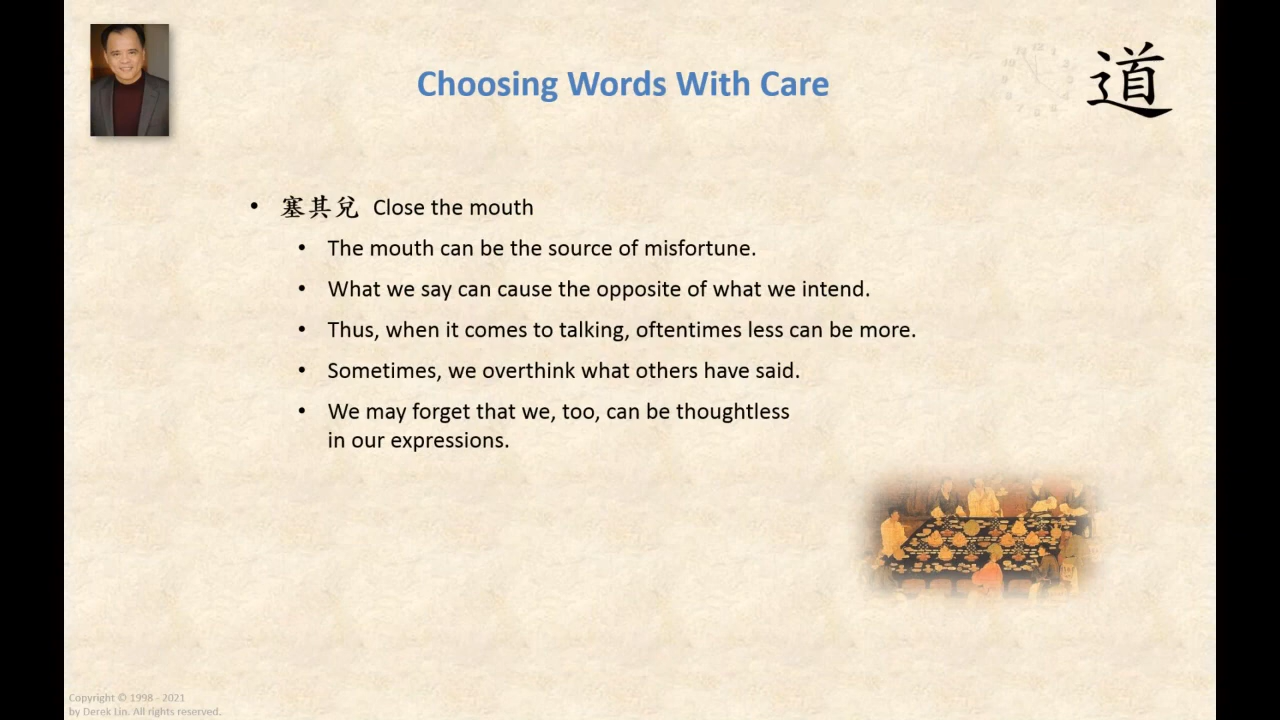 Choosing Words With Care
道
• 塞其兌 Close the mouth
• The mouth can be the source of misfortune.
• What we say can cause the opposite of what we intend.
• Thus, when it comes to talking, oftentimes less can be more.
• Sometimes, we overthink what others have said.
• We may forget that we, too, can be thoughtless
in our expressions.
Copyright © 1998 - 2021
by Derek Lin. All rights reserved.